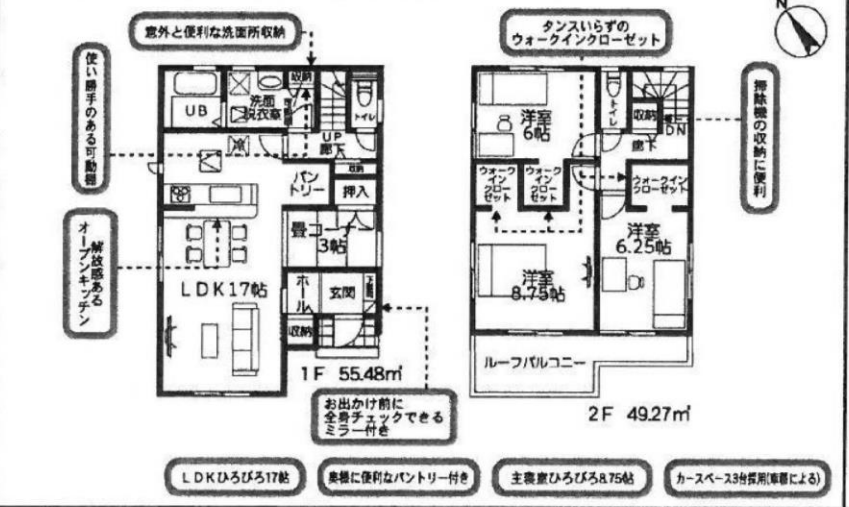 N
意外と便利な洗面所収納
タンスいらずの
ウォークインクローゼット
使い勝手のある可動棚
掃除機の収納に便利
UB
洗面
脱衣室
収納
トイレ
UP
廊下
冷
収納
パン
トリー
押入
畳コーナー
3帖
LDK17帖
ホール
玄関
収納
1F 55.48㎡
解放感ある
オープンキッチン
お出かけ前に
全身チェックできる
ミラー付き
洋室
6帖
トイレ
収納
DN
廊下
ウォーク
イン
クローゼット
ウォーク
イン
クローゼット
ウォークイン
クローゼット
洋室
6.25帖
洋室
8.75帖
ルーフバルコニー
2F 49.27㎡
LDKひろびろ17帖
奥様に便利なパントリー付き
主寝室ひろびろ8.75帖
カースペース3台採用(車種による)